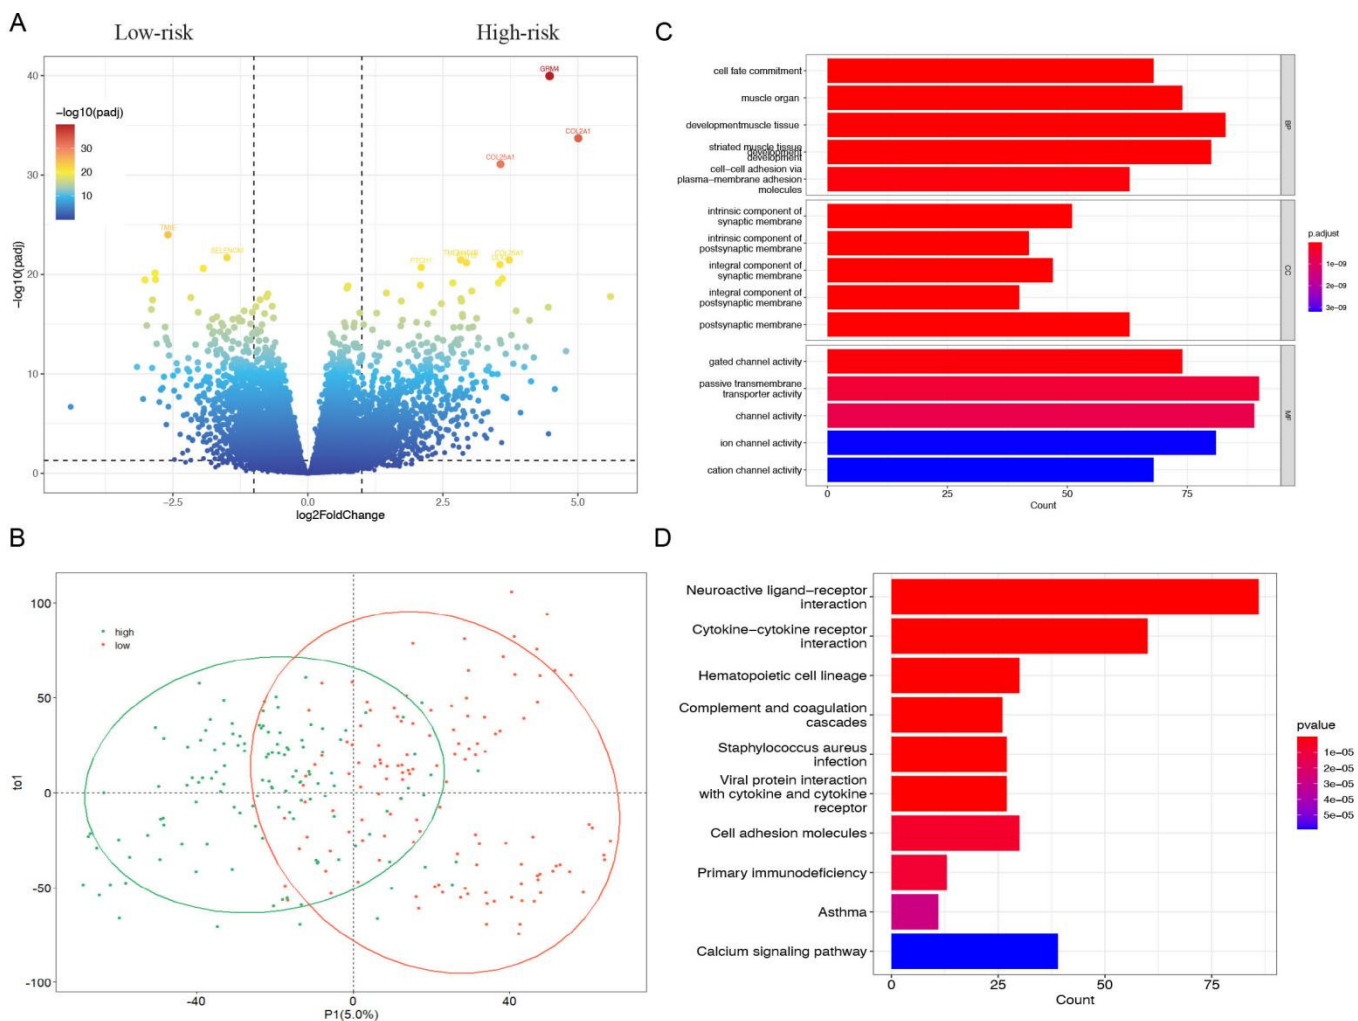 A
Low-risk
High-risk
-log10(padj)
30
20
10
GRM4
COL2A1
COL25A1
PTCH1
40
30
20
10
0
-log10(padj)
-2.5
0.0
2.5
5.0
log2FoldChange
B
high
low
100
50
0
-50
-100
to1
-40
0
40
P1(5.0%)
C
cell fate commitment
muscle organ
developmentmuscle tissue
striated muscle tissue
development
development
cell-cell adhesion via
plasma-membrane adhesion
molecules
BP
intrinsic component of
synaptic membrane
intrinsic component of
postsynaptic membrane
integral component of
synaptic membrane
integral component of
postsynaptic membrane
postsynaptic membrane
CC
gated channel activity
passive transmembrane
transporter activity
channel activity
ion channel activity
cation channel activity
MF
0
25
50
75
Count
p.adjust
1e-09
2e-09
3e-09
D
Neuroactive ligand-receptor
interaction
Cytokine-cytokine receptor
interaction
Hematopoietic cell lineage
Complement and coagulation
cascades
Staphylococcus aureus
infection
Viral protein interaction
with cytokine and cytokine
receptor
Cell adhesion molecules
Primary immunodeficiency
Asthma
Calcium signaling pathway
0
25
50
75
Count
pvalue
1e-05
2e-05
3e-05
4e-05
5e-05